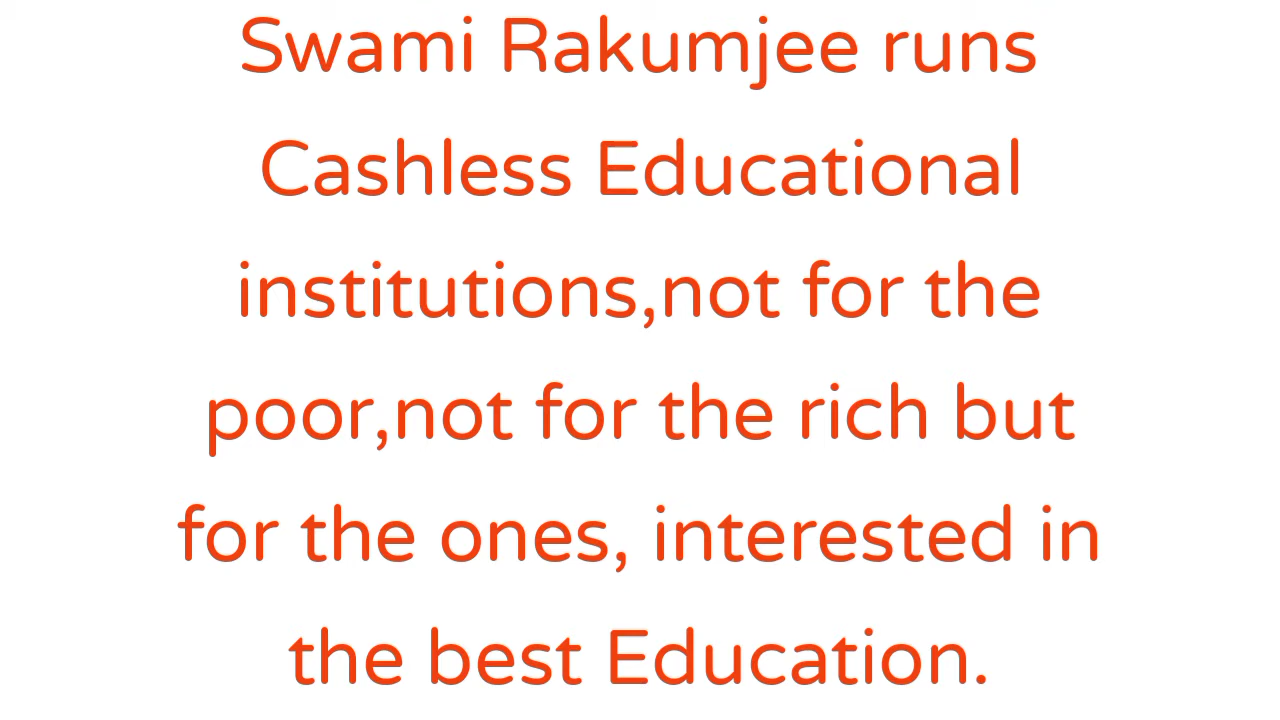 Swami Rakumjee runs
Cashless Educational
institutions,not for the
poor,not for the rich but
for the ones, interested in
the best Education.